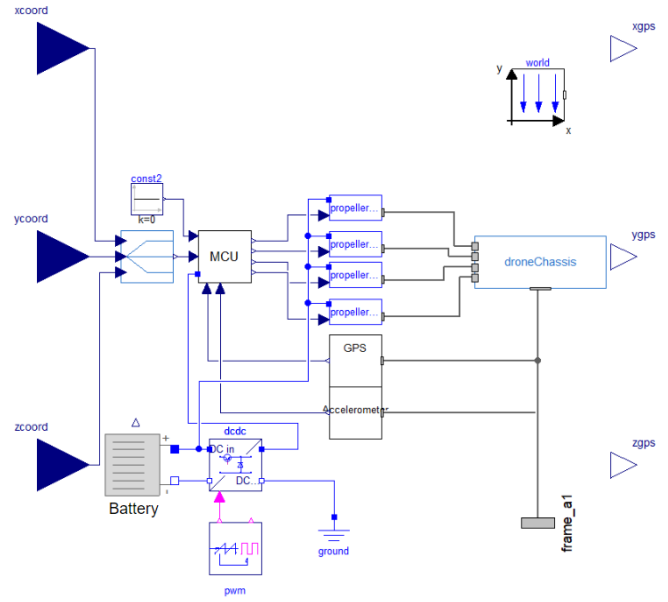 xcoord
xgps
world
y
x
const2
k=0
ycoord
ygps
MCU
propeller...
propeller...
propeller...
propeller...
droneChassis
GPS
Accelerometer
zcoord
zgps
dcdc
DC in
DC...
+
-
Battery
ground
frame_a1
pwm